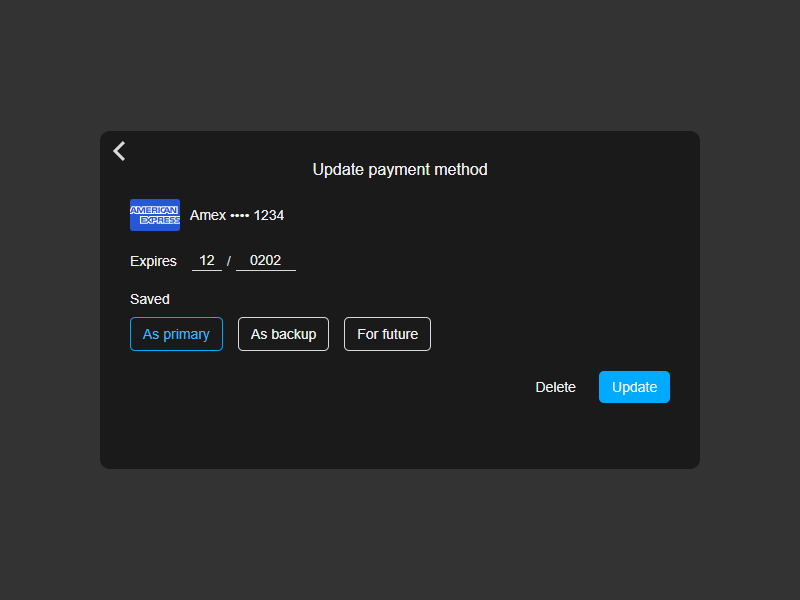 Update payment method
AMERICAN
EXPRESS
Amex •••• 1234
Expires 12 / 0202
Saved
As primary As backup For future
Delete Update